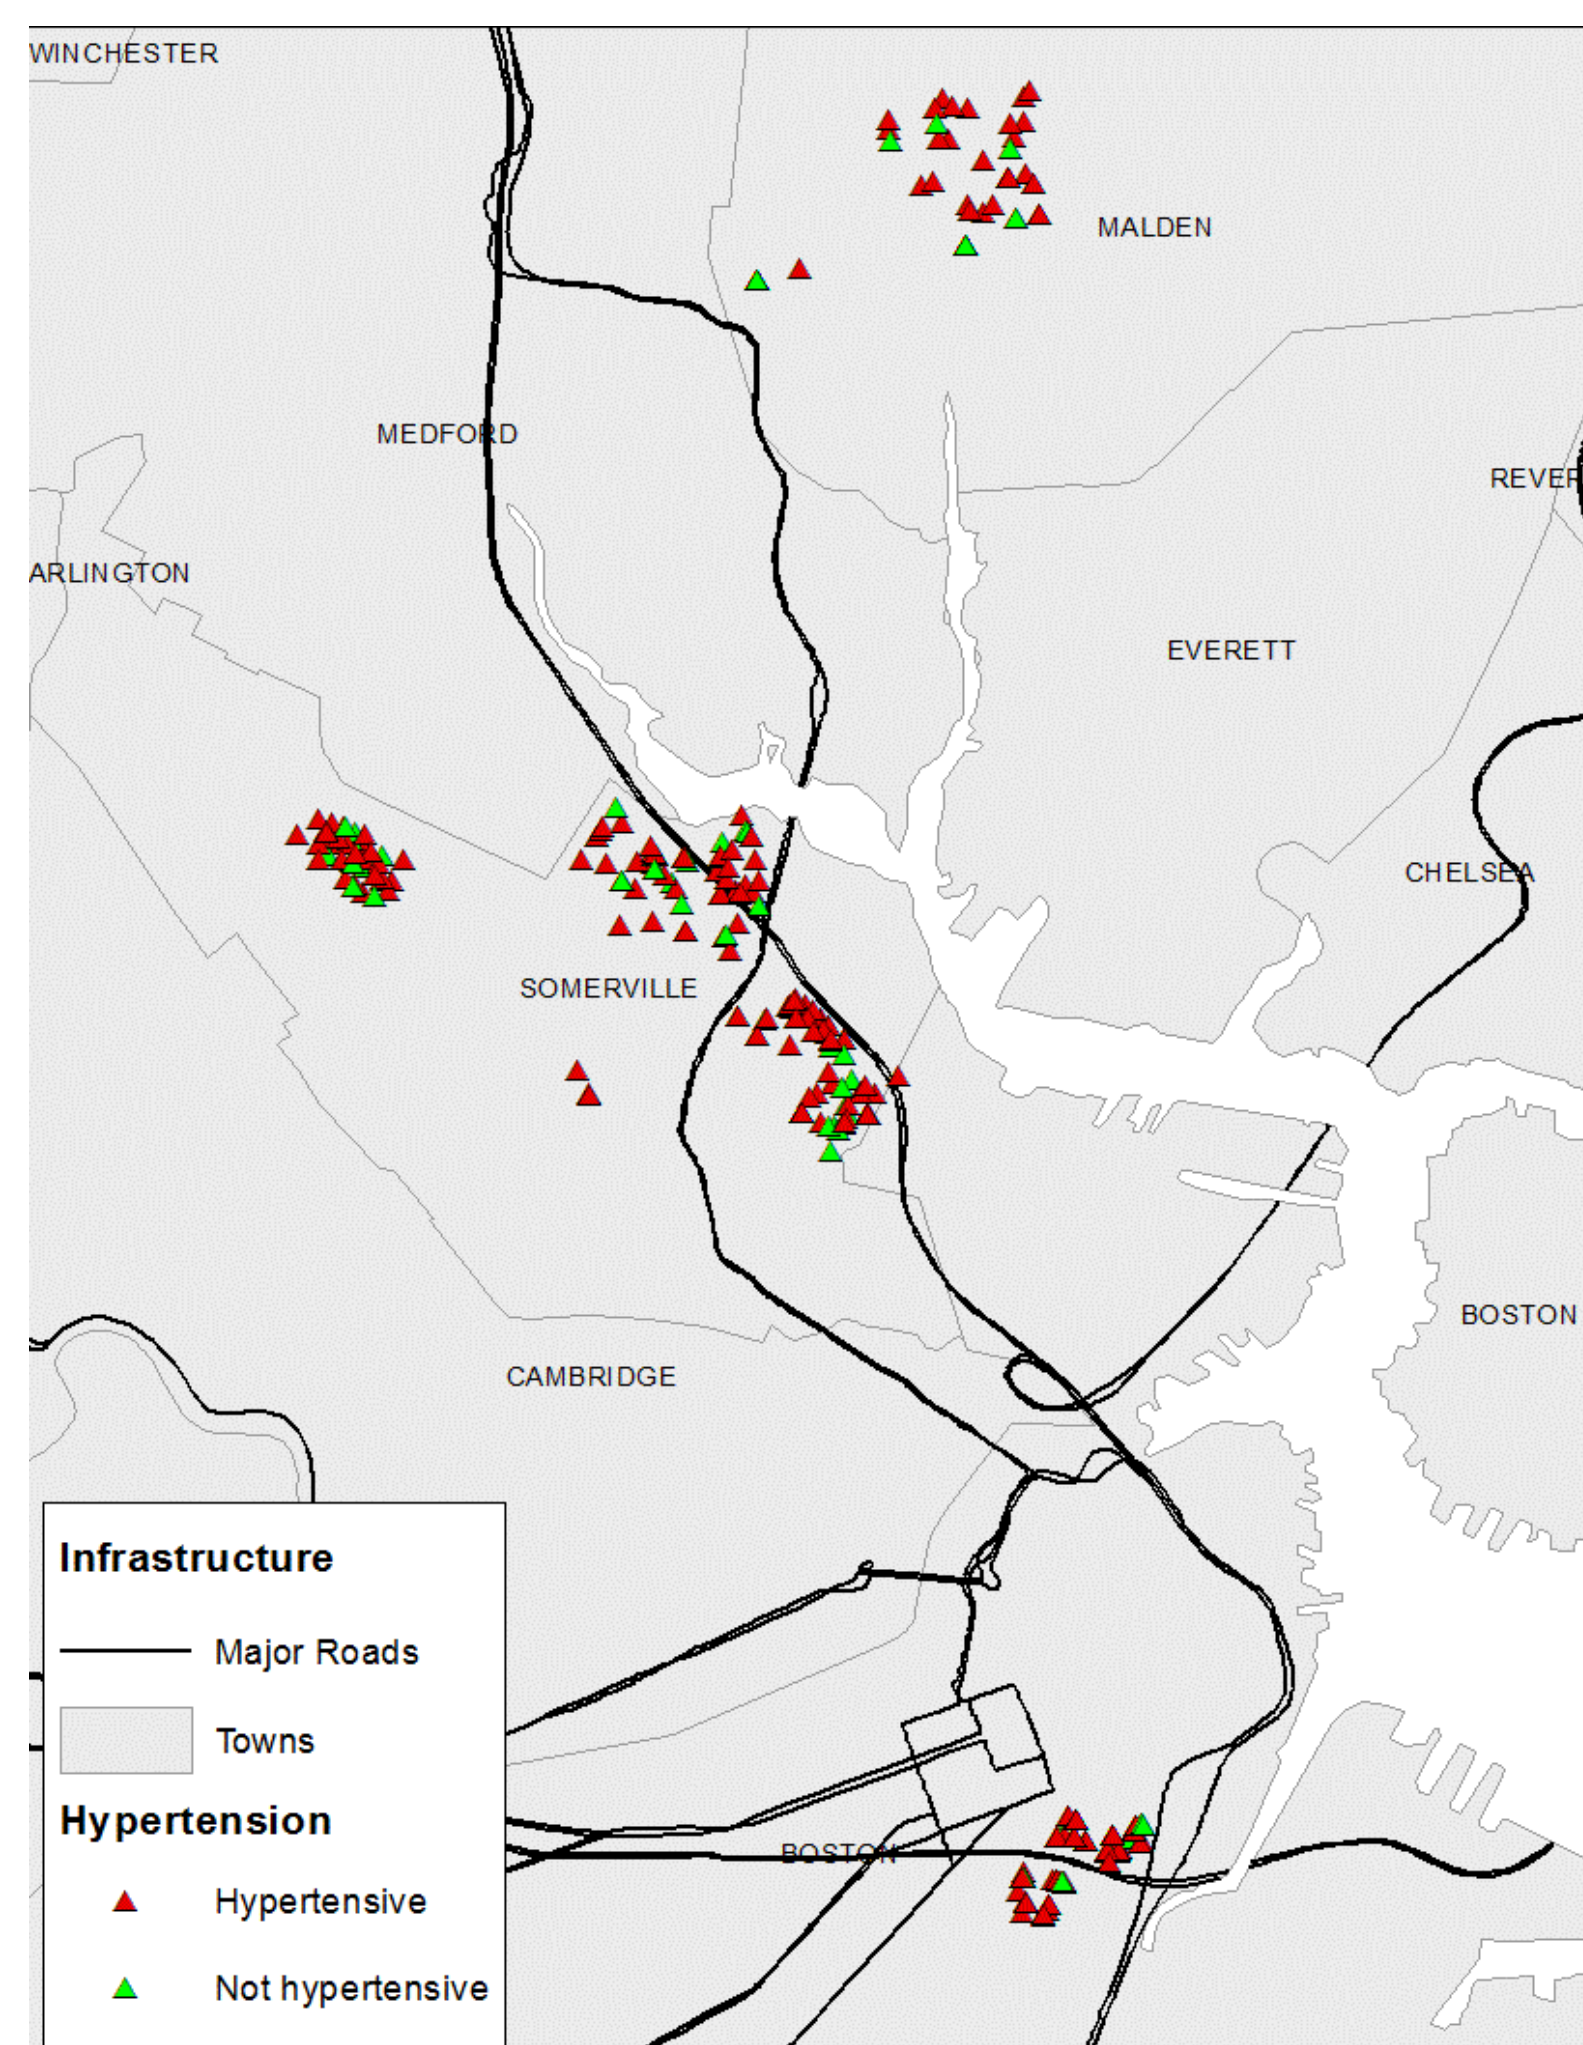 WINCHESTER
MALDEN
MEDFORD
REVER
ARLINGTON
EVERETT
CHELSEA
SOMERVILLE
BOSTON
CAMBRIDGE
BOSTON
Infrastructure
Major Roads
Towns
Hypertension
Hypertensive
Not hypertensive